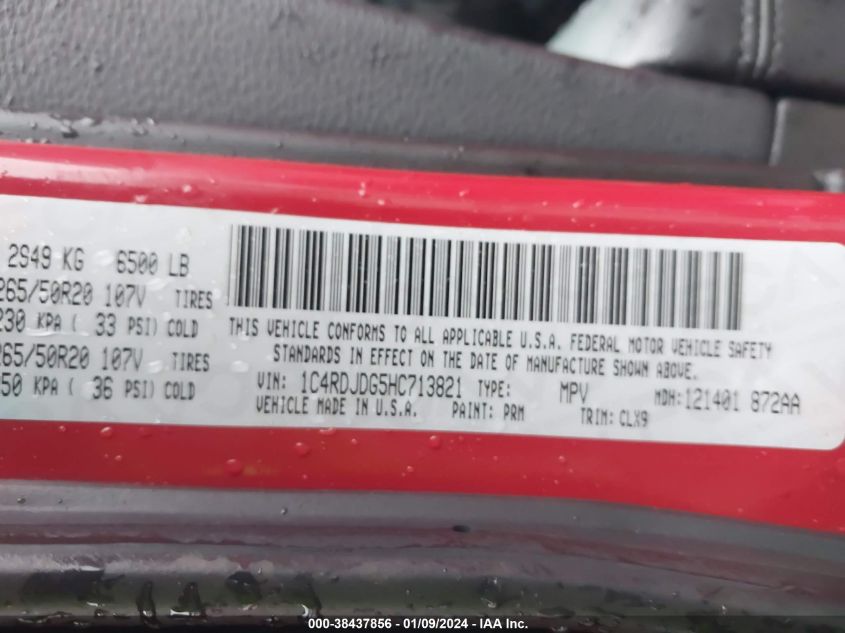 2949 KG 6500 LB
265/50R20 107V TIRES
230 KPA ( 33 PSI) COLD
265/50R20 107V TIRES
250 KPA ( 36 PSI) COLD
THIS VEHICLE CONFORMS TO ALL APPLICABLE U.S.A. FEDERAL MOTOR VEHICLE SAFETY
STANDARDS IN EFFECT ON THE DATE OF MANUFACTURE SHOWN ABOVE.
VIN: 1C4RDJDG5HC713821 TYPE: MPV MDH:121401 872AA
VEHICLE MADE IN U.S.A. PAINT: PRM TRIM: CLX9
000-38437856 - 01/09/2024 - IAA Inc.